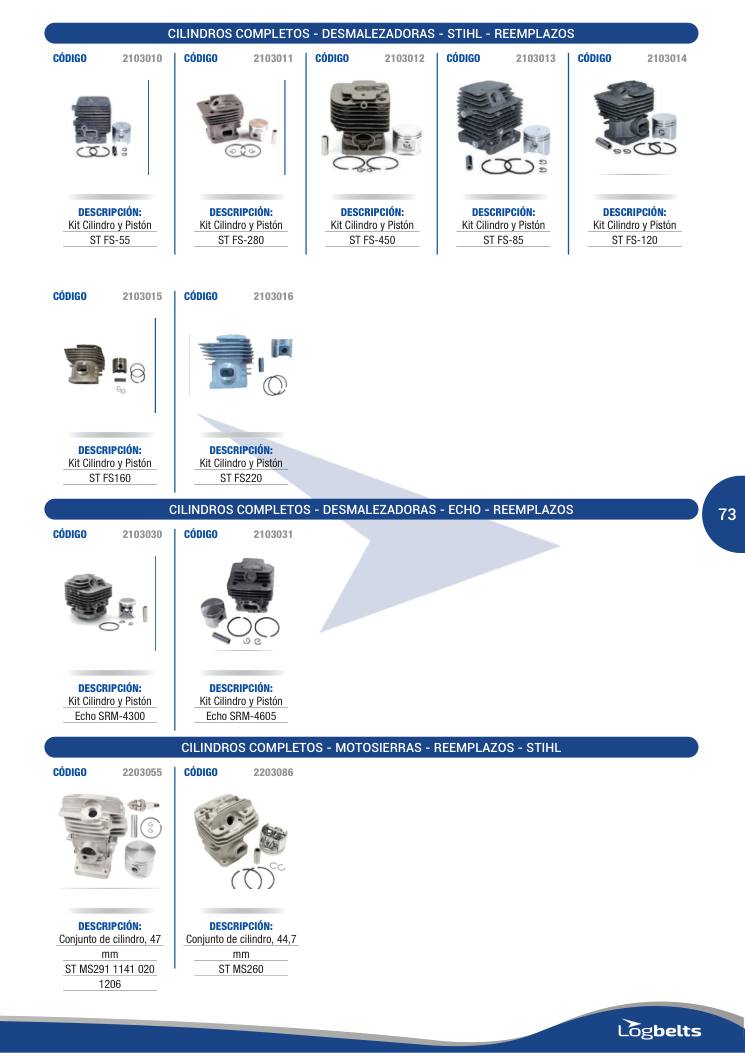 CILINDROS COMPLETOS - DESMALEZADORAS - STIHL - REEMPLAZOS
CÓDIGO 2103010
DESCRIPCIÓN:
Kit Cilindro y Pistón
ST FS-55
CÓDIGO 2103011
DESCRIPCIÓN:
Kit Cilindro y Pistón
ST FS-280
CÓDIGO 2103012
DESCRIPCIÓN:
Kit Cilindro y Pistón
ST FS-450
CÓDIGO 2103013
DESCRIPCIÓN:
Kit Cilindro y Pistón
ST FS-85
CÓDIGO 2103014
DESCRIPCIÓN:
Kit Cilindro y Pistón
ST FS-120
CÓDIGO 2103015
DESCRIPCIÓN:
Kit Cilindro y Pistón
ST FS160
CÓDIGO 2103016
DESCRIPCIÓN:
Kit Cilindro y Pistón
ST FS220
CILINDROS COMPLETOS - DESMALEZADORAS - ECHO - REEMPLAZOS
73
CÓDIGO 2103030
DESCRIPCIÓN:
Kit Cilindro y Pistón
Echo SRM-4300
CÓDIGO 2103031
DESCRIPCIÓN:
Kit Cilindro y Pistón
Echo SRM-4605
CILINDROS COMPLETOS - MOTOSIERRAS - REEMPLAZOS - STIHL
CÓDIGO 2203055
DESCRIPCIÓN:
Conjunto de cilindro, 47
mm
ST MS291 1141 020
1206
CÓDIGO 2203086
DESCRIPCIÓN:
Conjunto de cilindro, 44,7
mm
ST MS260
Logbelts